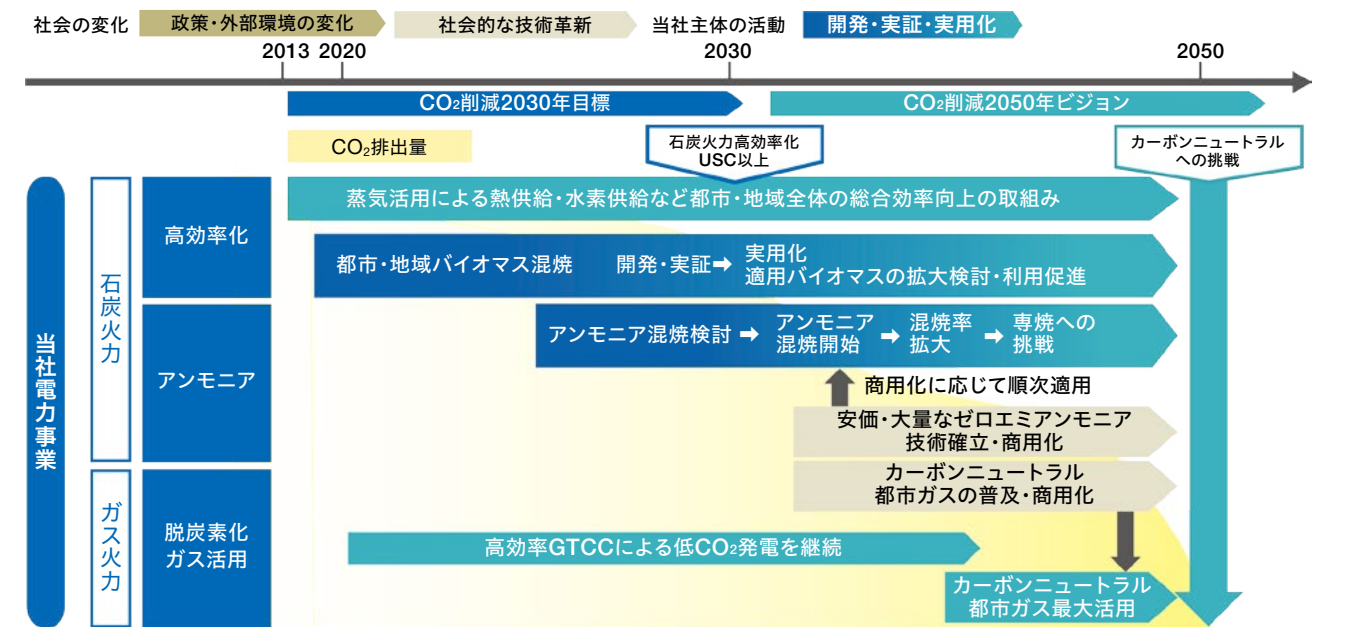 社会の変化
政策・外部環境の変化
社会的な技術革新
当社主体の活動
開発・実証・実用化
2013 2020 2030 2050
CO₂削減2030年目標
CO₂削減2050年ビジョン
CO₂排出量
石炭火力高効率化
USC以上
カーボンニュートラル
への挑戦
当社電力事業
石炭火力
高効率化
蒸気活用による熱供給・水素供給など都市・地域全体の総合効率向上の取組み
都市・地域バイオマス混焼
開発・実証➡
実用化
適用バイオマスの拡大検討・利用促進
アンモニア
アンモニア混焼検討➡
アンモニア
混焼開始
➡
混焼率
拡大
➡
専焼への
挑戦
商用化に応じて順次適用
安価・大量なゼロエミアンモニア
技術確立・商用化
ガス火力
脱炭素化
ガス活用
カーボンニュートラル
都市ガスの普及・商用化
高効率GTCCによる低CO₂発電を継続
カーボンニュートラル
都市ガス最大活用